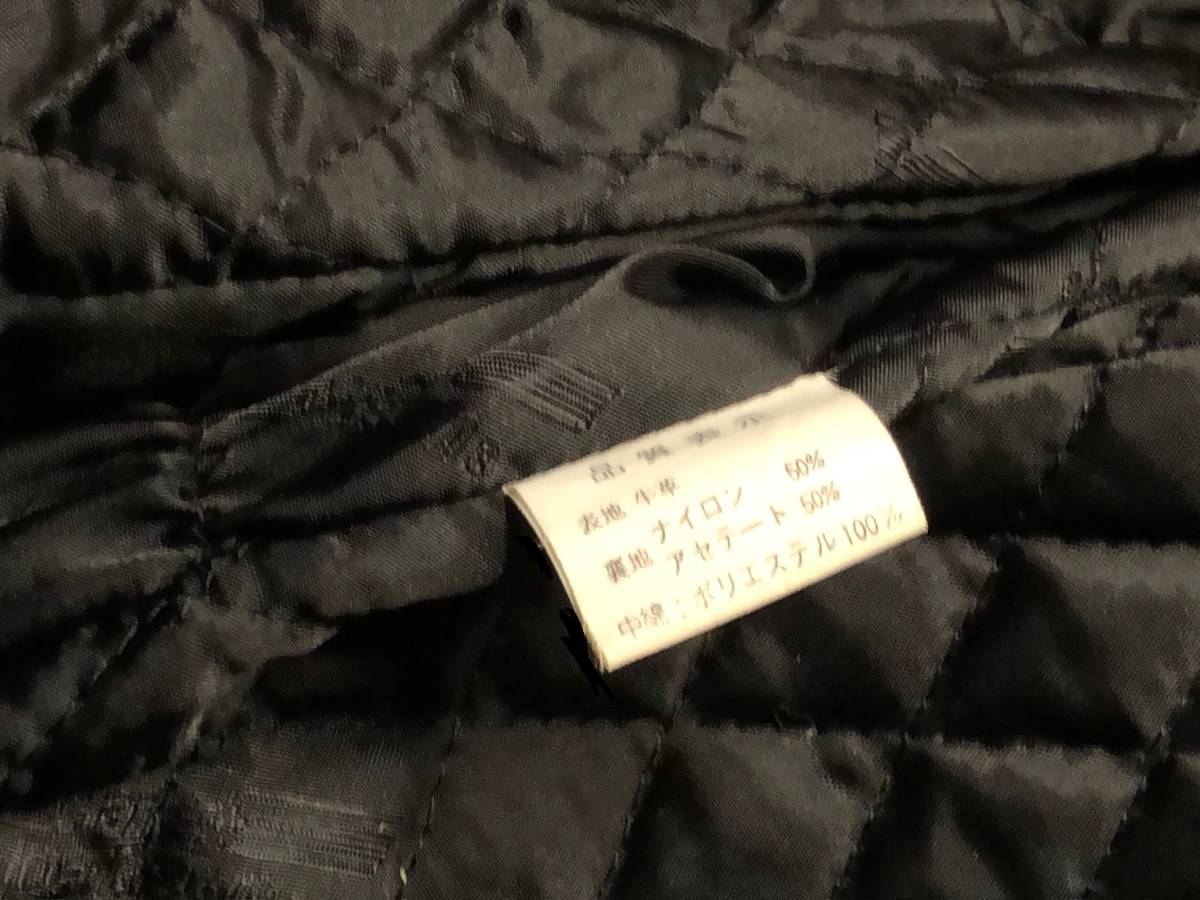 品質表示
表地 牛革
ナイロン 50%
裏地 アセテート 50%
中綿：ポリエステル100%